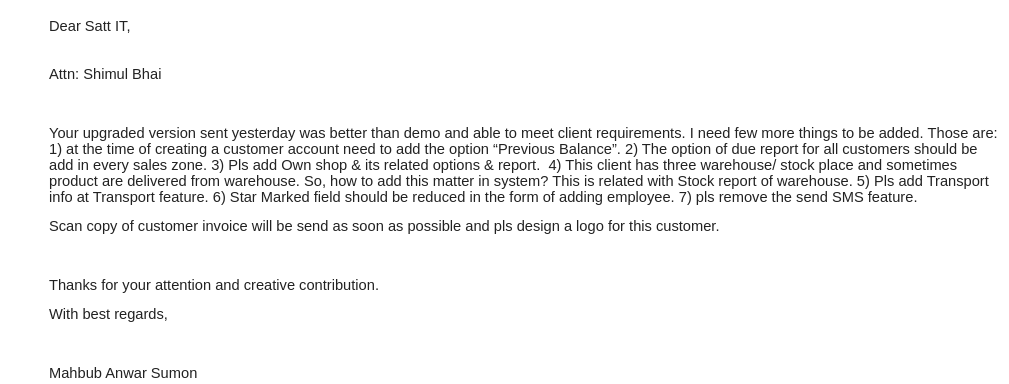 Dear Satt IT,
Attn: Shimul Bhai
Your upgraded version sent yesterday was better than demo and able to meet client requirements. I need few more things to be added. Those are:
1) at the time of creating a customer account need to add the option “Previous Balance”. 2) The option of due report for all customers should be
add in every sales zone. 3) Pls add Own shop & its related options & report.  4) This client has three warehouse/ stock place and sometimes
product are delivered from warehouse. So, how to add this matter in system? This is related with Stock report of warehouse. 5) Pls add Transport
info at Transport feature. 6) Star Marked field should be reduced in the form of adding employee. 7) pls remove the send SMS feature.
Scan copy of customer invoice will be send as soon as possible and pls design a logo for this customer.
Thanks for your attention and creative contribution.
With best regards,
Mahbub Anwar Sumon